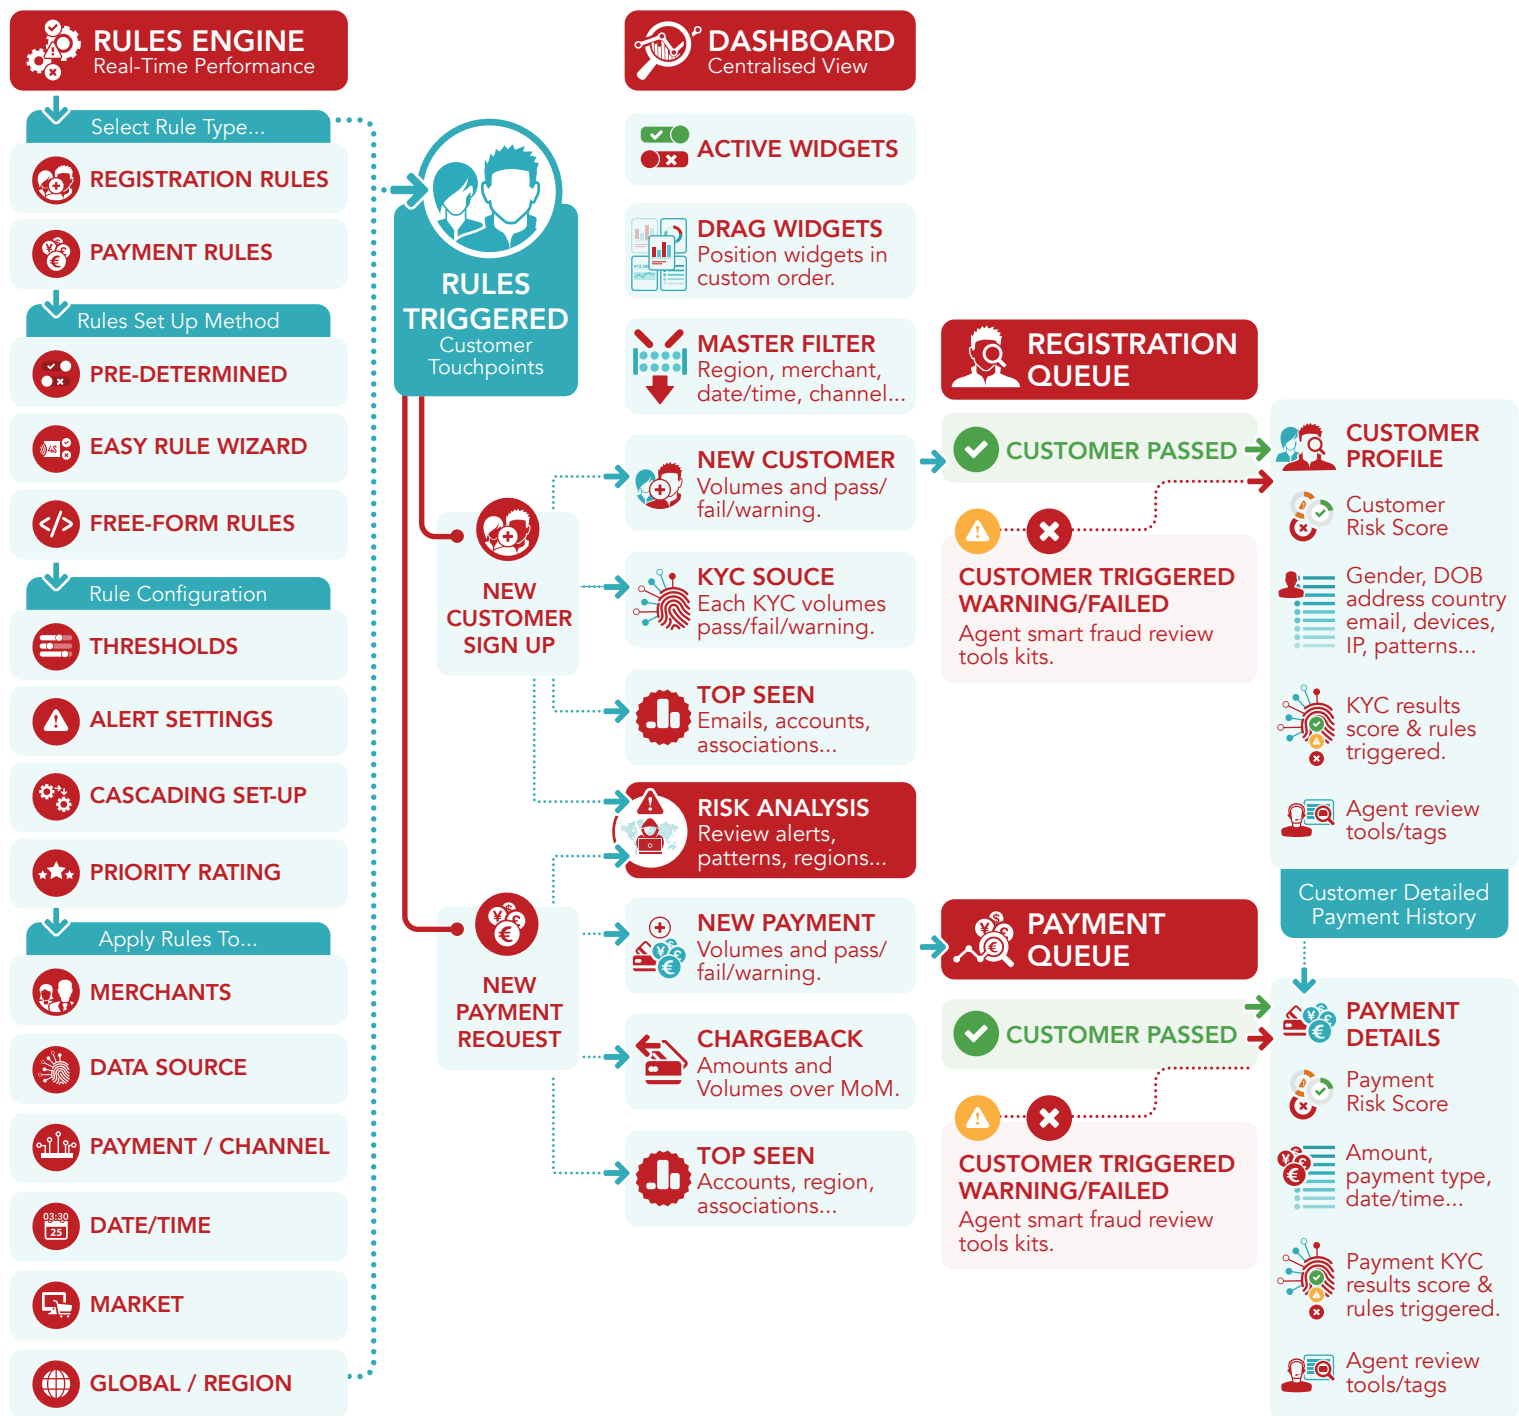 RULES ENGINE
Real-Time Performance
Select Rule Type...
REGISTRATION RULES
PAYMENT RULES
Rules Set Up Method
PRE-DETERMINED
EASY RULE WIZARD
FREE-FORM RULES
Rule Configuration
THRESHOLDS
ALERT SETTINGS
CASCADING SET-UP
PRIORITY RATING
Apply Rules To...
MERCHANTS
DATA SOURCE
PAYMENT / CHANNEL
03:30
25
DATE/TIME
MARKET
GLOBAL / REGION
RULES
TRIGGERED
Customer
Touchpoints
NEW
CUSTOMER
SIGN UP
NEW
PAYMENT
REQUEST
DASHBOARD
Centralised View
ACTIVE WIDGETS
DRAG WIDGETS
Position widgets in
custom order.
MASTER FILTER
Region, merchant,
date/time, channel...
NEW CUSTOMER
Volumes and pass/
fail/warning.
KYC SOUCE
Each KYC volumes
pass/fail/warning.
TOP SEEN
Emails, accounts,
associations...
RISK ANALYSIS
Review alerts,
patterns, regions...
NEW PAYMENT
Volumes and pass/
fail/warning.
CHARGEBACK
Amounts and
Volumes over MoM.
TOP SEEN
Accounts, region,
associations...
REGISTRATION
QUEUE
CUSTOMER PASSED
CUSTOMER TRIGGERED
WARNING/FAILED
Agent smart fraud review
tools kits.
PAYMENT
QUEUE
CUSTOMER PASSED
CUSTOMER TRIGGERED
WARNING/FAILED
Agent smart fraud review
tools kits.
CUSTOMER
PROFILE
Customer
Risk Score
Gender, DOB
address country
email, devices,
IP, patterns...
KYC results
score & rules
triggered.
Agent review
tools/tags
Customer Detailed
Payment History
PAYMENT
DETAILS
Payment
Risk Score
Amount,
payment type,
date/time...
Payment KYC
results score &
rules triggered.
Agent review
tools/tags